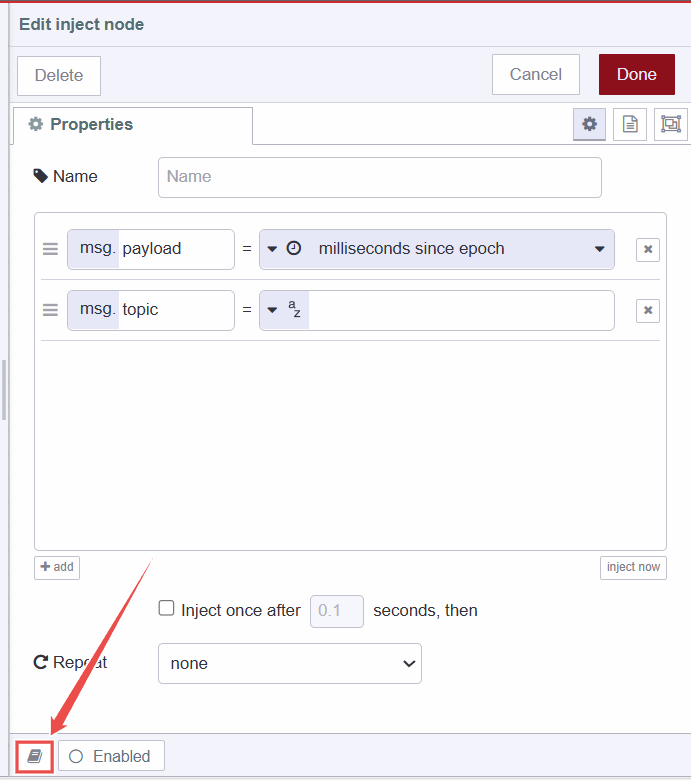 Edit inject node
Delete
Cancel
Done
Properties
Name
Name
msg. payload
=
milliseconds since epoch
msg. topic
=
a
z
add
inject now
Inject once after
0.1
seconds, then
Repeat
none
Enabled